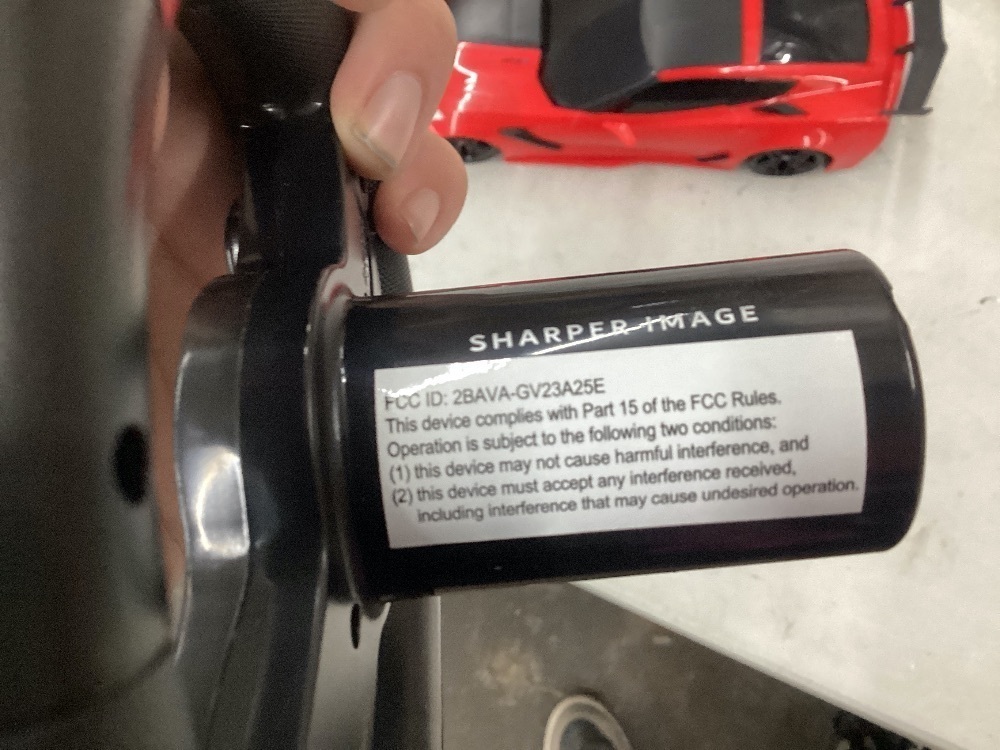 SHARPER IMAGE
FCC ID: 2BAVA-GV23A25E
This device complies with Part 15 of the FCC Rules.
Operation is subject to the following two conditions:
(1) this device may not cause harmful interference, and
(2) this device must accept any interference received,
including interference that may cause undesired operation.